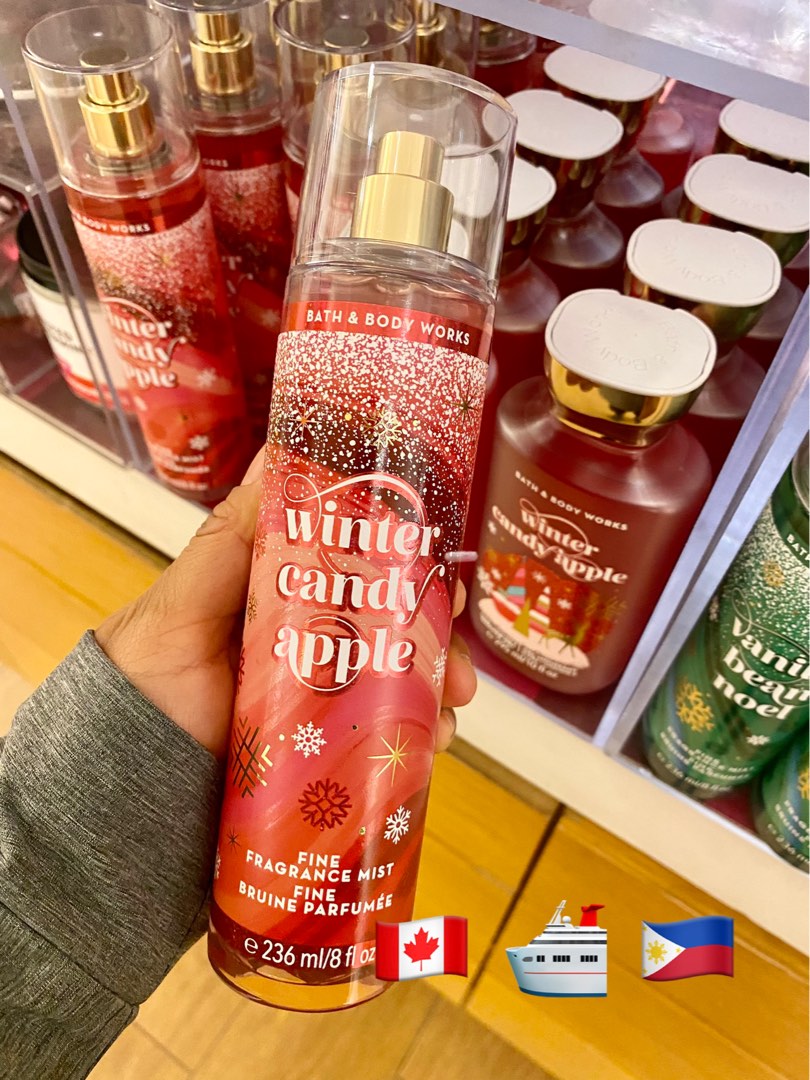 BATH & BODY WORKS
winter
candy
apple
FINE
FRAGRANCE MIST
FINE
BRUINE PARFUMÉE
℮ 236 ml/8 fl oz
& BODY WORKS
winter
candy
apple
BATH & BODY WORKS
winter
candy apple
vanilla
bean
noel